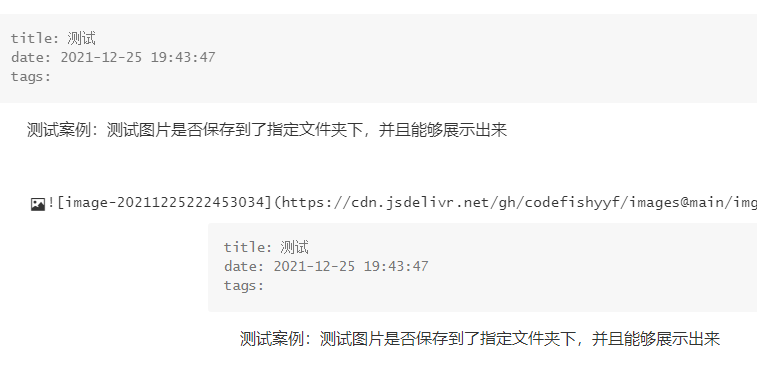 title: 测试
date: 2021-12-25 19:43:47
tags:
测试案例：测试图片是否保存到了指定文件夹下，并且能够展示出来
![image-20211225222453034](https://cdn.jsdelivr.net/gh/codefishyyf/images@main/img
title: 测试
date: 2021-12-25 19:43:47
tags:
测试案例：测试图片是否保存到了指定文件夹下，并且能够展示出来